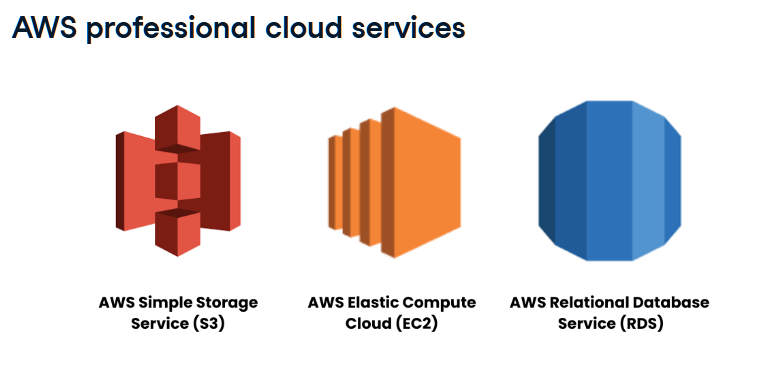 AWS professional cloud services
AWS Simple Storage
Service (S3)
AWS Elastic Compute
Cloud (EC2)
AWS Relational Database
Service (RDS)